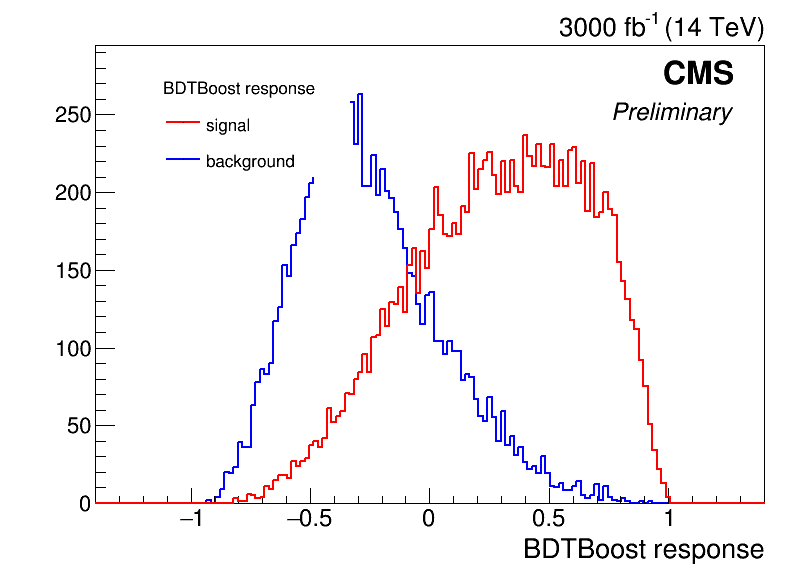 3000 fb⁻¹ (14 TeV)
CMS
Preliminary
BDTBoost response
signal
background
250
200
150
100
50
0
−1 −0.5 0 0.5 1
BDTBoost response